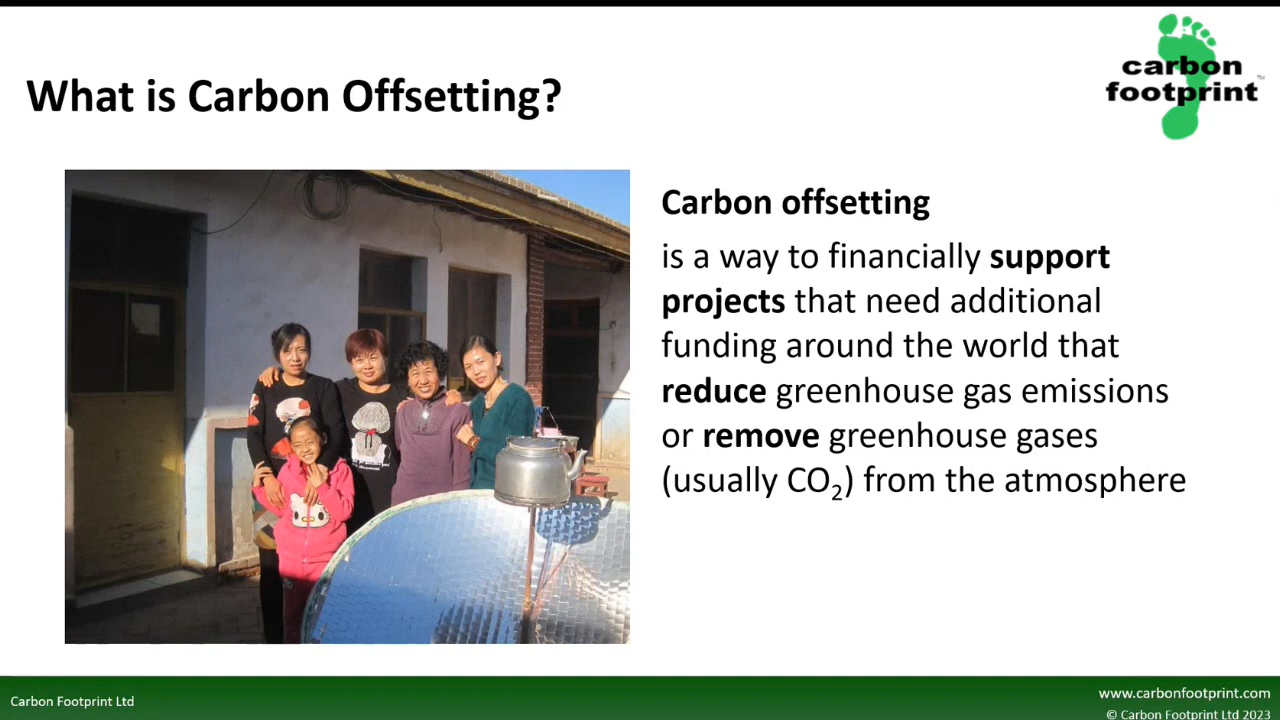 What is Carbon Offsetting?
carbon
footprint
TM
Carbon offsetting
is a way to financially support
projects that need additional
funding around the world that
reduce greenhouse gas emissions
or remove greenhouse gases
(usually CO₂) from the atmosphere
Carbon Footprint Ltd
www.carbonfootprint.com
© Carbon Footprint Ltd 2023